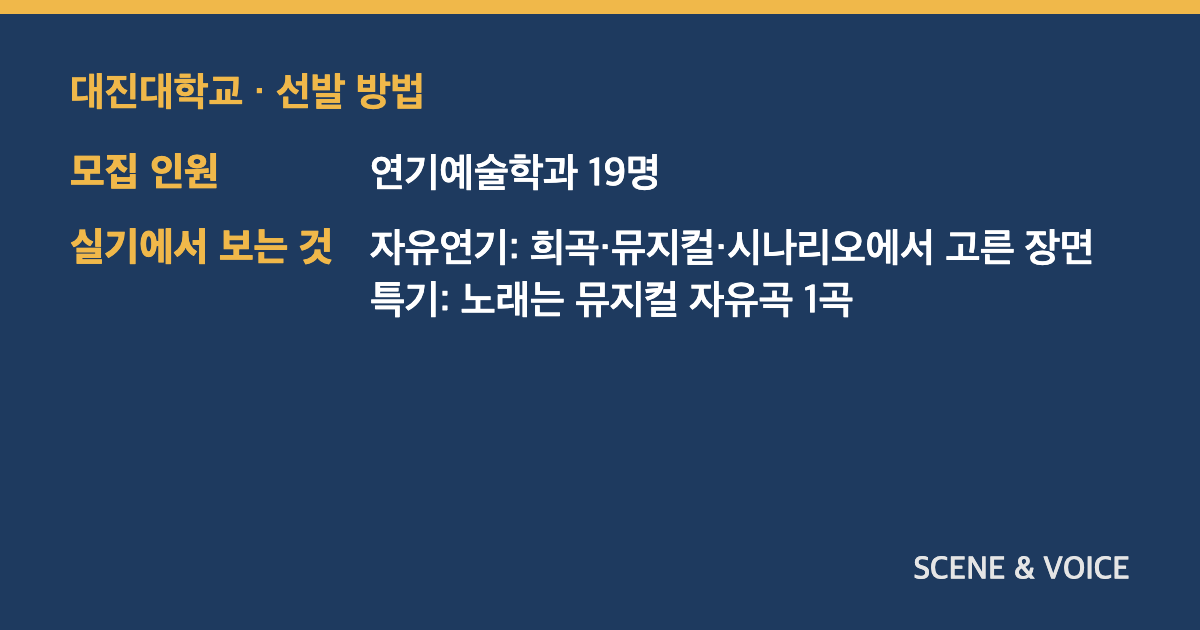 대진대학교 · 선발 방법
모집 인원 연기예술학과 19명
실기에서 보는 것 자유연기: 희곡·뮤지컬·시나리오에서 고른 장면
특기: 노래는 뮤지컬 자유곡 1곡
SCENE & VOICE